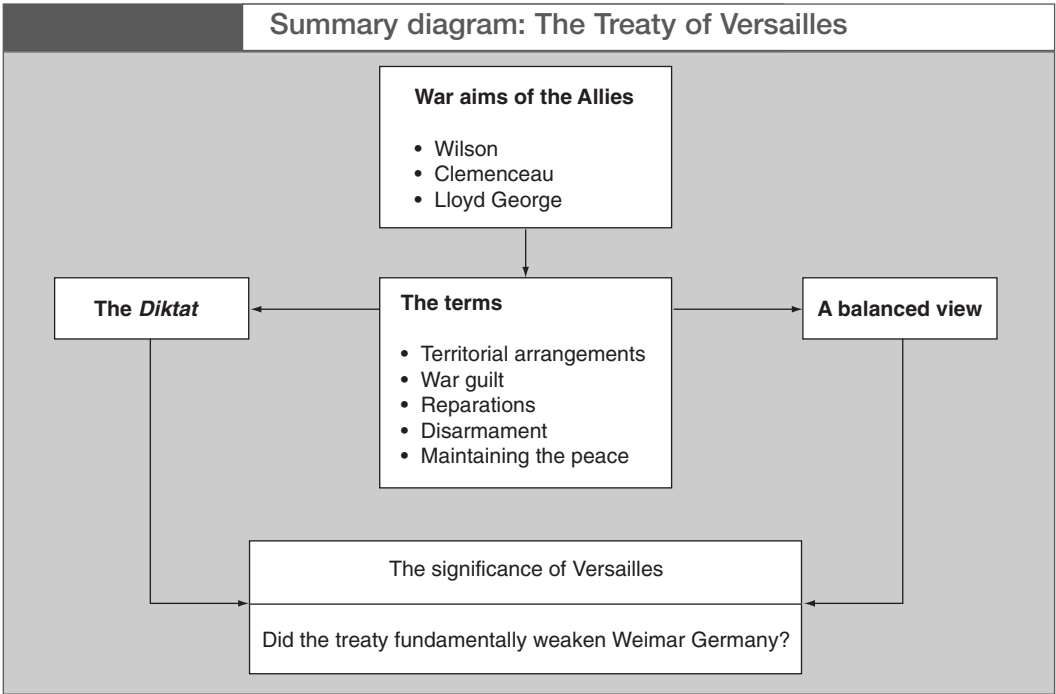 Summary diagram: The Treaty of Versailles
War aims of the Allies
• Wilson
• Clemenceau
• Lloyd George
The Diktat
The terms
• Territorial arrangements
• War guilt
• Reparations
• Disarmament
• Maintaining the peace
A balanced view
The significance of Versailles
Did the treaty fundamentally weaken Weimar Germany?